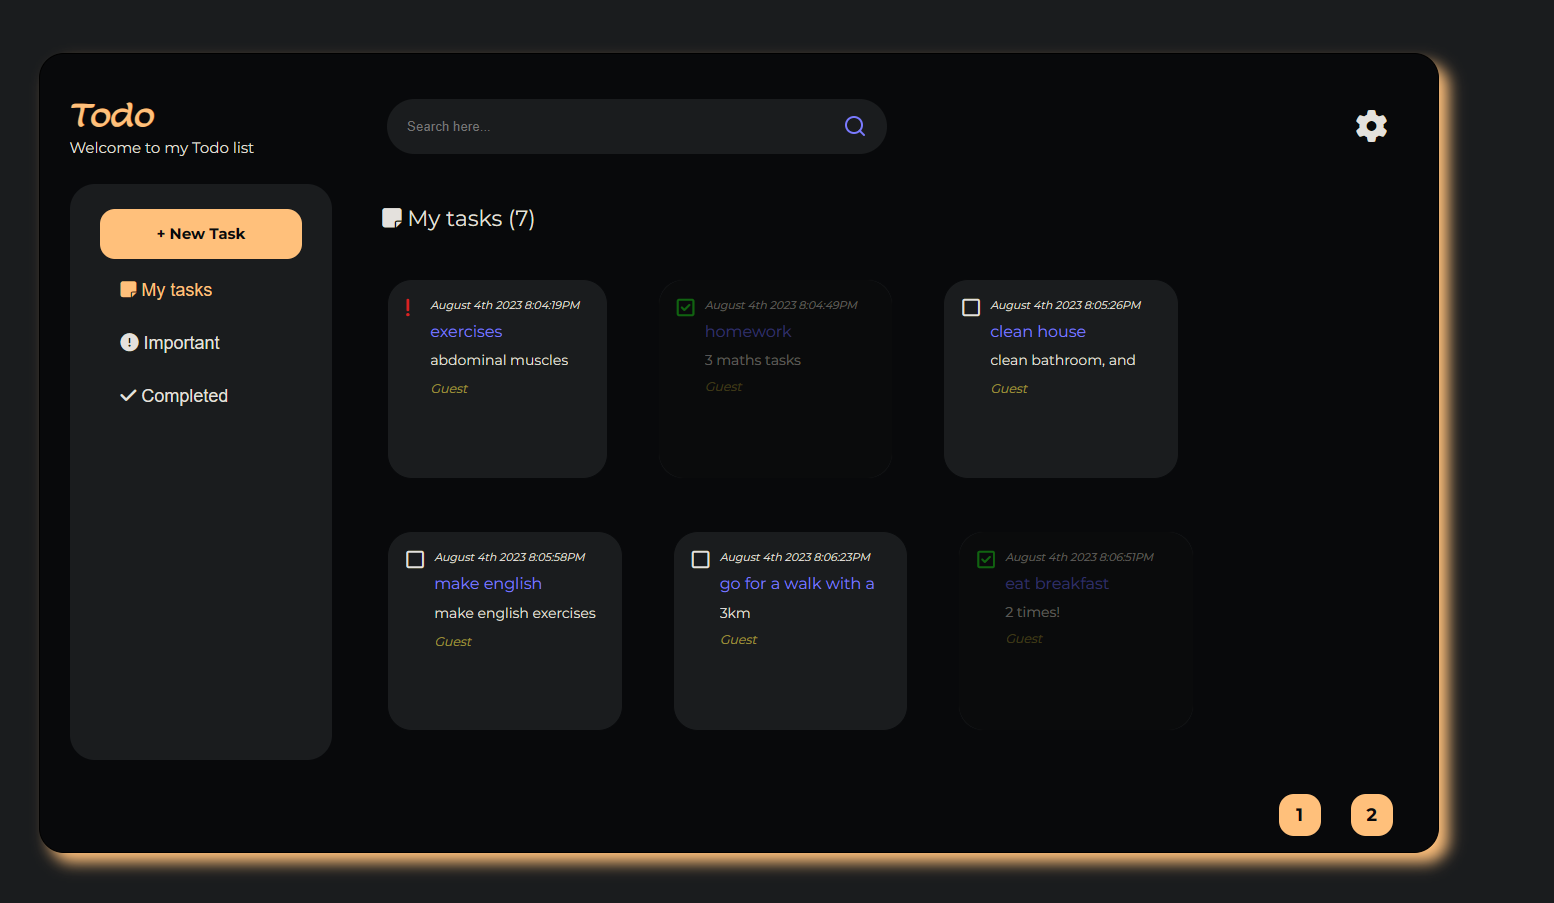 Todo
Welcome to my Todo list
Search here...
+ New Task
My tasks
Important
Completed
My tasks (7)
August 4th 2023 8:04:19PM
exercises
abdominal muscles
Guest
August 4th 2023 8:04:49PM
homework
3 maths tasks
Guest
August 4th 2023 8:05:26PM
clean house
clean bathroom, and
Guest
August 4th 2023 8:05:58PM
make english
make english exercises
Guest
August 4th 2023 8:06:23PM
go for a walk with a
3km
Guest
August 4th 2023 8:06:51PM
eat breakfast
2 times!
Guest
1
2